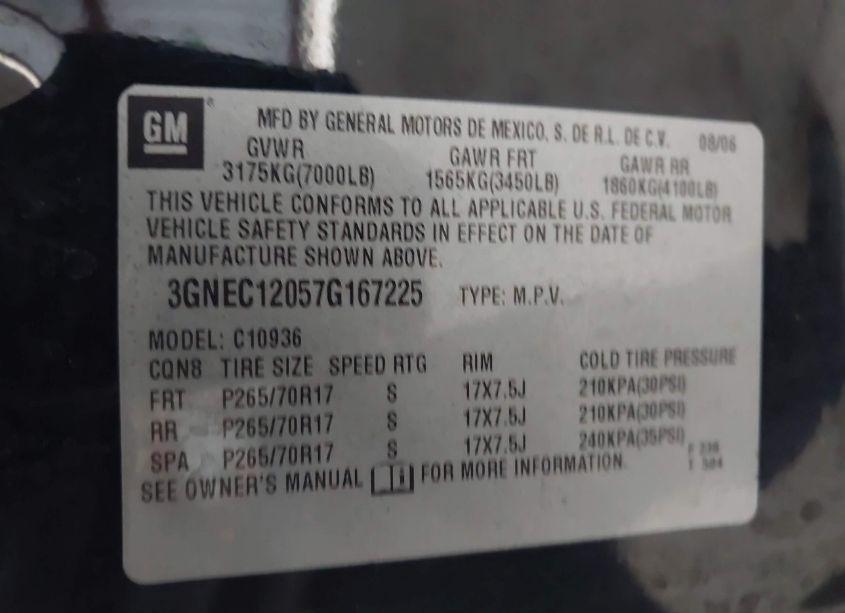 GM ® MFD BY GENERAL MOTORS DE MEXICO, S. DE R.L. DE C.V. 08/06
GVWR GAWR FRT GAWR RR
3175KG(7000LB) 1565KG(3450LB) 1860KG(4100LB)
THIS VEHICLE CONFORMS TO ALL APPLICABLE U.S. FEDERAL MOTOR
VEHICLE SAFETY STANDARDS IN EFFECT ON THE DATE OF
MANUFACTURE SHOWN ABOVE.
3GNEC12057G167225 TYPE: M.P.V.
MODEL: C10936
CQN8 TIRE SIZE SPEED RTG RIM COLD TIRE PRESSURE
FRT P265/70R17 S 17X7.5J 210KPA(30PSI)
RR P265/70R17 S 17X7.5J 210KPA(30PSI)
SPA P265/70R17 S 17X7.5J 240KPA(35PSI)
SEE OWNER'S MANUAL FOR MORE INFORMATION.